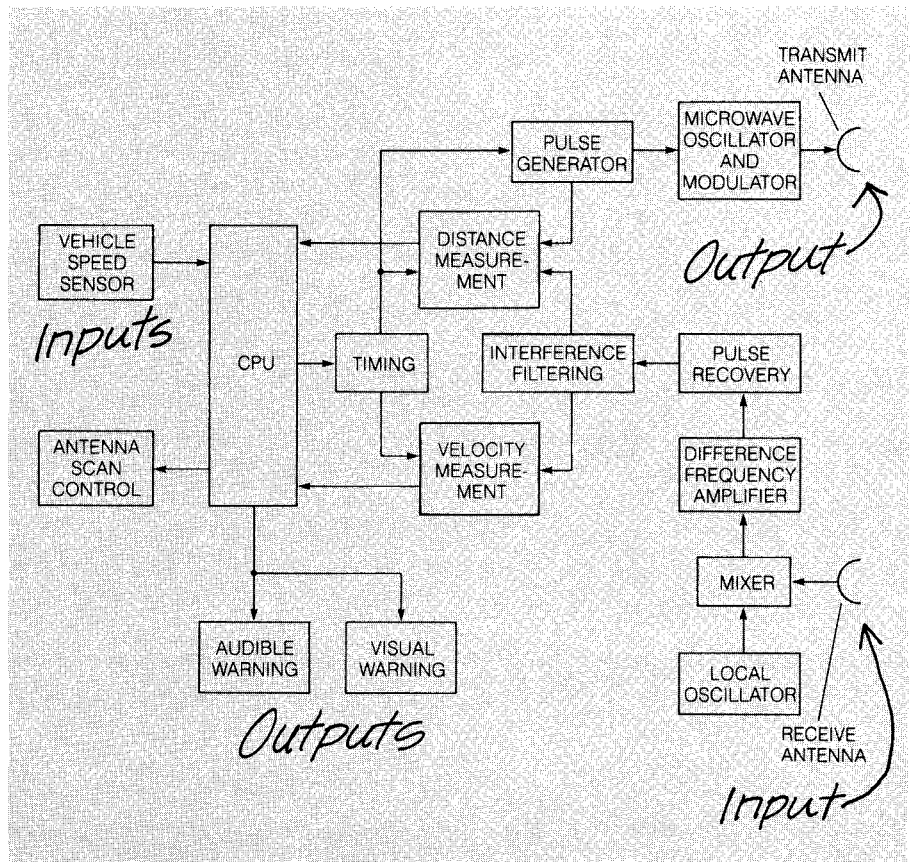 TRANSMIT
ANTENNA
MICROWAVE
OSCILLATOR
AND
MODULATOR
PULSE
GENERATOR
Output
VEHICLE
SPEED
SENSOR
Inputs
DISTANCE
MEASURE-
MENT
CPU
TIMING
INTERFERENCE
FILTERING
PULSE
RECOVERY
ANTENNA
SCAN
CONTROL
VELOCITY
MEASURE-
MENT
DIFFERENCE
FREQUENCY
AMPLIFIER
MIXER
AUDIBLE
WARNING
VISUAL
WARNING
LOCAL
OSCILLATOR
Outputs
RECEIVE
ANTENNA
Input